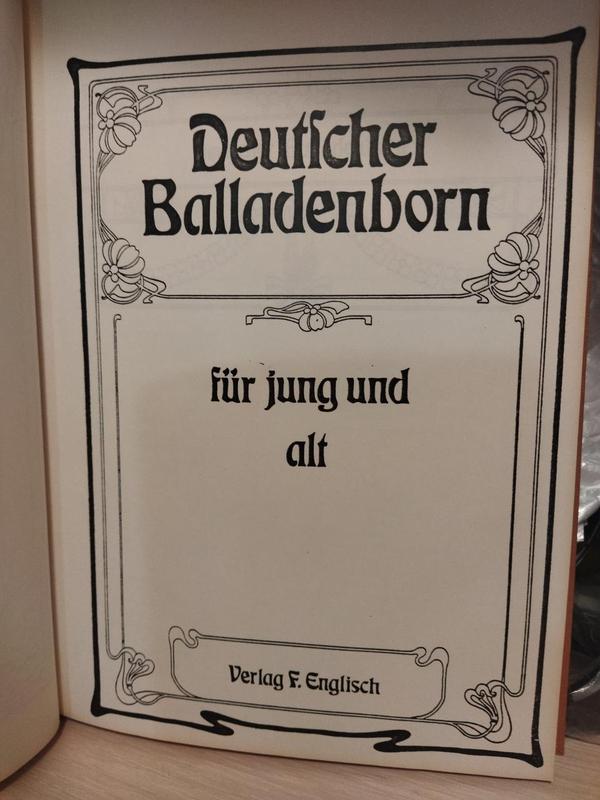 Deutſcher
Balladenborn
für jung und
alt
Verlag F. Englisch